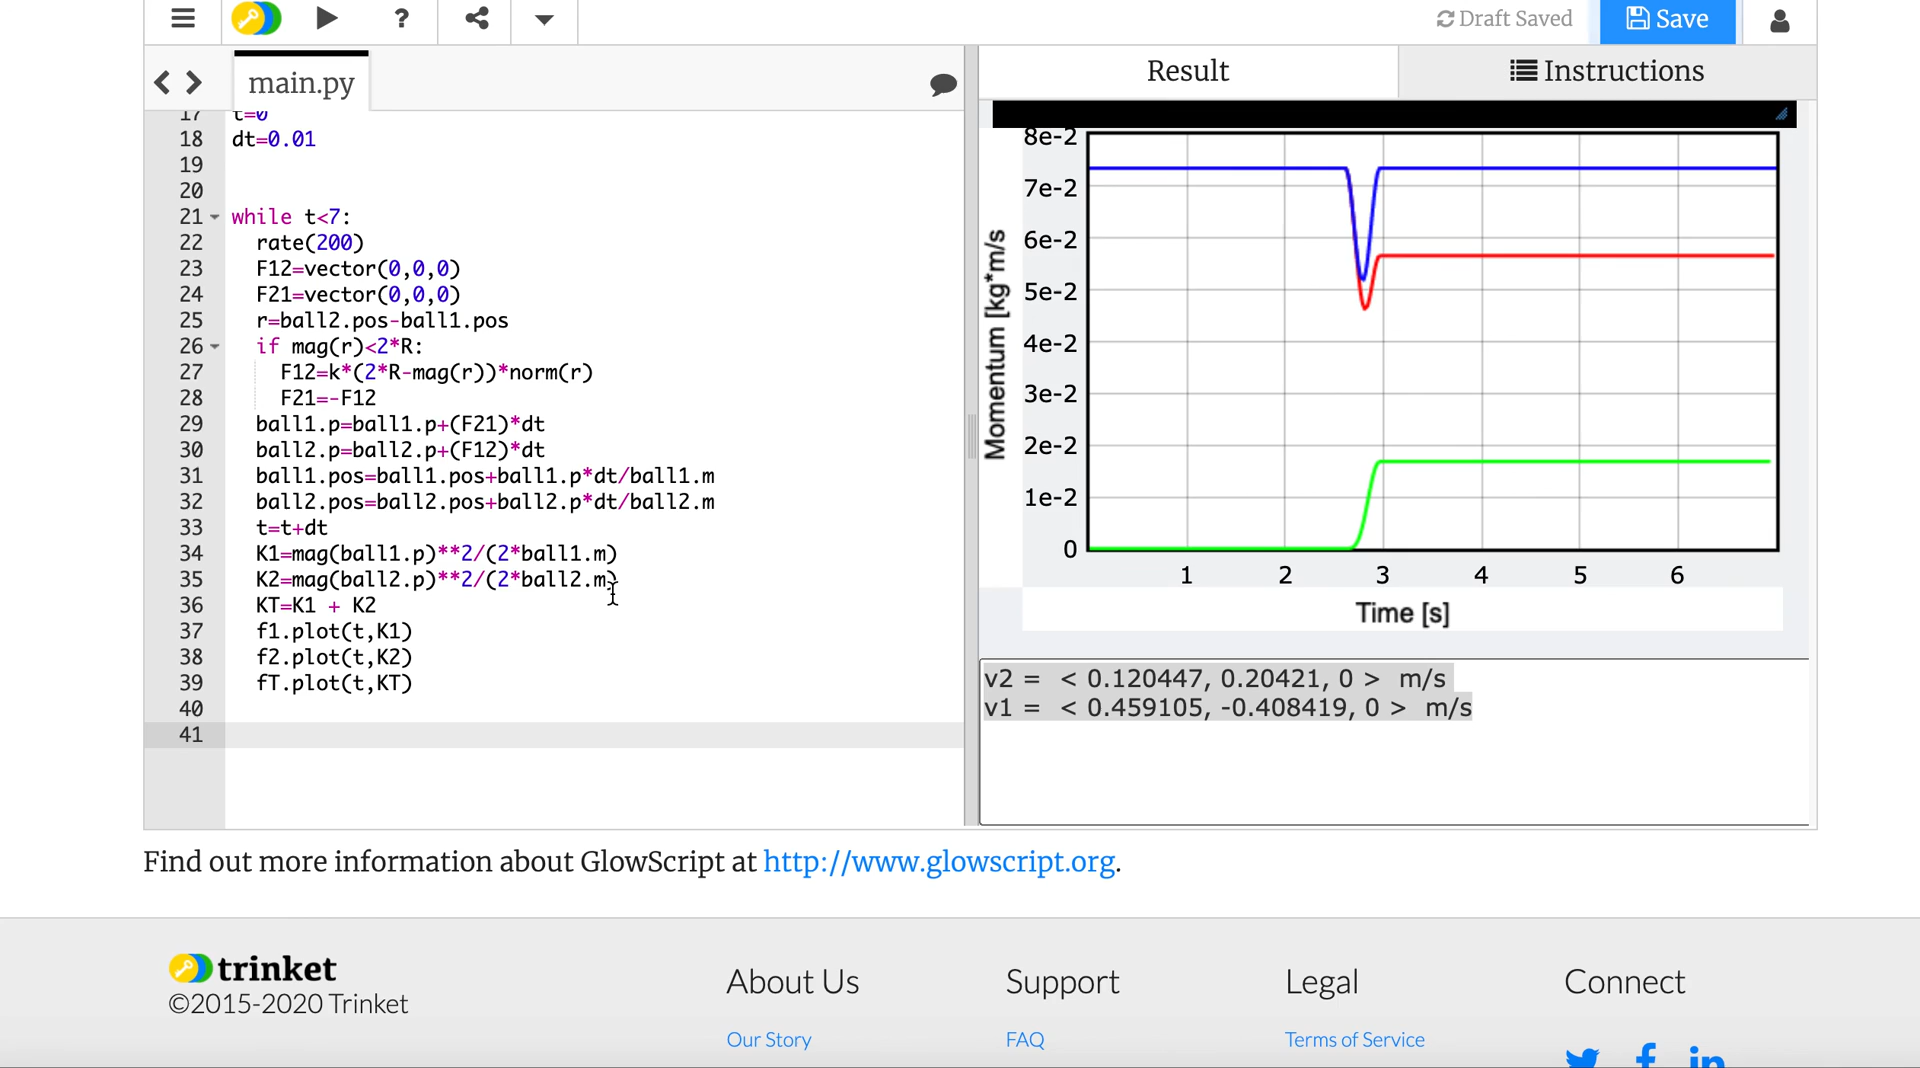 Draft Saved
Save
main.py
Result
Instructions
17 t=0
18 dt=0.01
19
20
21 while t<7:
22 rate(200)
23 F12=vector(0,0,0)
24 F21=vector(0,0,0)
25 r=ball2.pos-ball1.pos
26 if mag(r)<2*R:
27 F12=k*(2*R-mag(r))*norm(r)
28 F21=-F12
29 ball1.p=ball1.p+(F21)*dt
30 ball2.p=ball2.p+(F12)*dt
31 ball1.pos=ball1.pos+ball1.p*dt/ball1.m
32 ball2.pos=ball2.pos+ball2.p*dt/ball2.m
33 t=t+dt
34 K1=mag(ball1.p)**2/(2*ball1.m)
35 K2=mag(ball2.p)**2/(2*ball2.m)
36 KT=K1 + K2
37 f1.plot(t,K1)
38 f2.plot(t,K2)
39 fT.plot(t,KT)
40
41
Momentum [kg*m/s
8e-2
7e-2
6e-2
5e-2
4e-2
3e-2
2e-2
1e-2
0
1 2 3 4 5 6
Time [s]
v2 = < 0.120447, 0.20421, 0 > m/s
v1 = < 0.459105, -0.408419, 0 > m/s
Find out more information about GlowScript at http://www.glowscript.org.
trinket
©2015-2020 Trinket
About Us
Our Story
Support
FAQ
Legal
Terms of Service
Connect